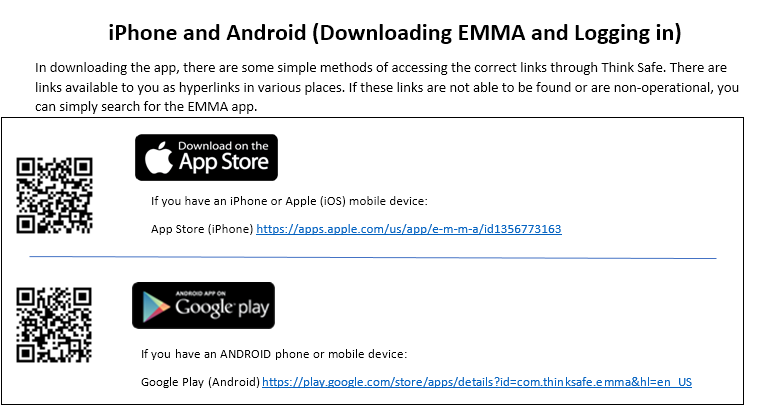 iPhone and Android (Downloading EMMA and Logging in)
In downloading the app, there are some simple methods of accessing the correct links through Think Safe. There are
links available to you as hyperlinks in various places. If these links are not able to be found or are non-operational, you
can simply search for the EMMA app.
Download on the
App Store
If you have an iPhone or Apple (iOS) mobile device:
App Store (iPhone) https://apps.apple.com/us/app/e-m-m-a/id1356773163
ANDROID APP ON
Google play
If you have an ANDROID phone or mobile device:
Google Play (Android) https://play.google.com/store/apps/details?id=com.thinksafe.emma&hl=en_US